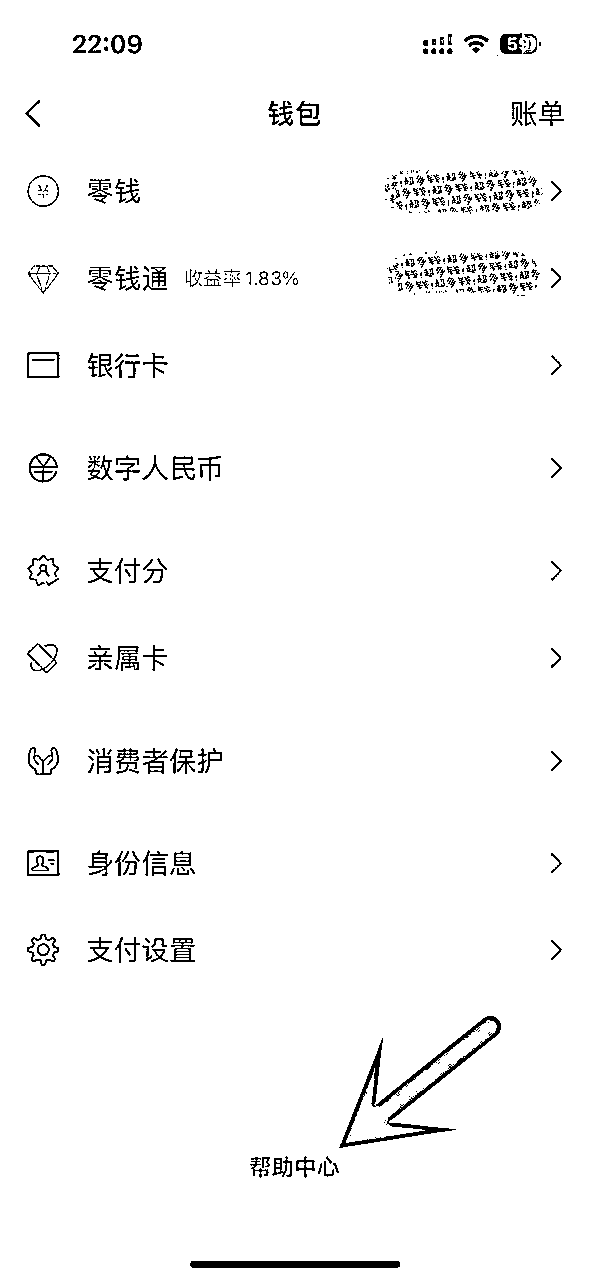 22:09
钱包 账单
零钱
零钱通 收益率1.83%
银行卡
数字人民币
支付分
亲属卡
消费者保护
身份信息
支付设置
帮助中心